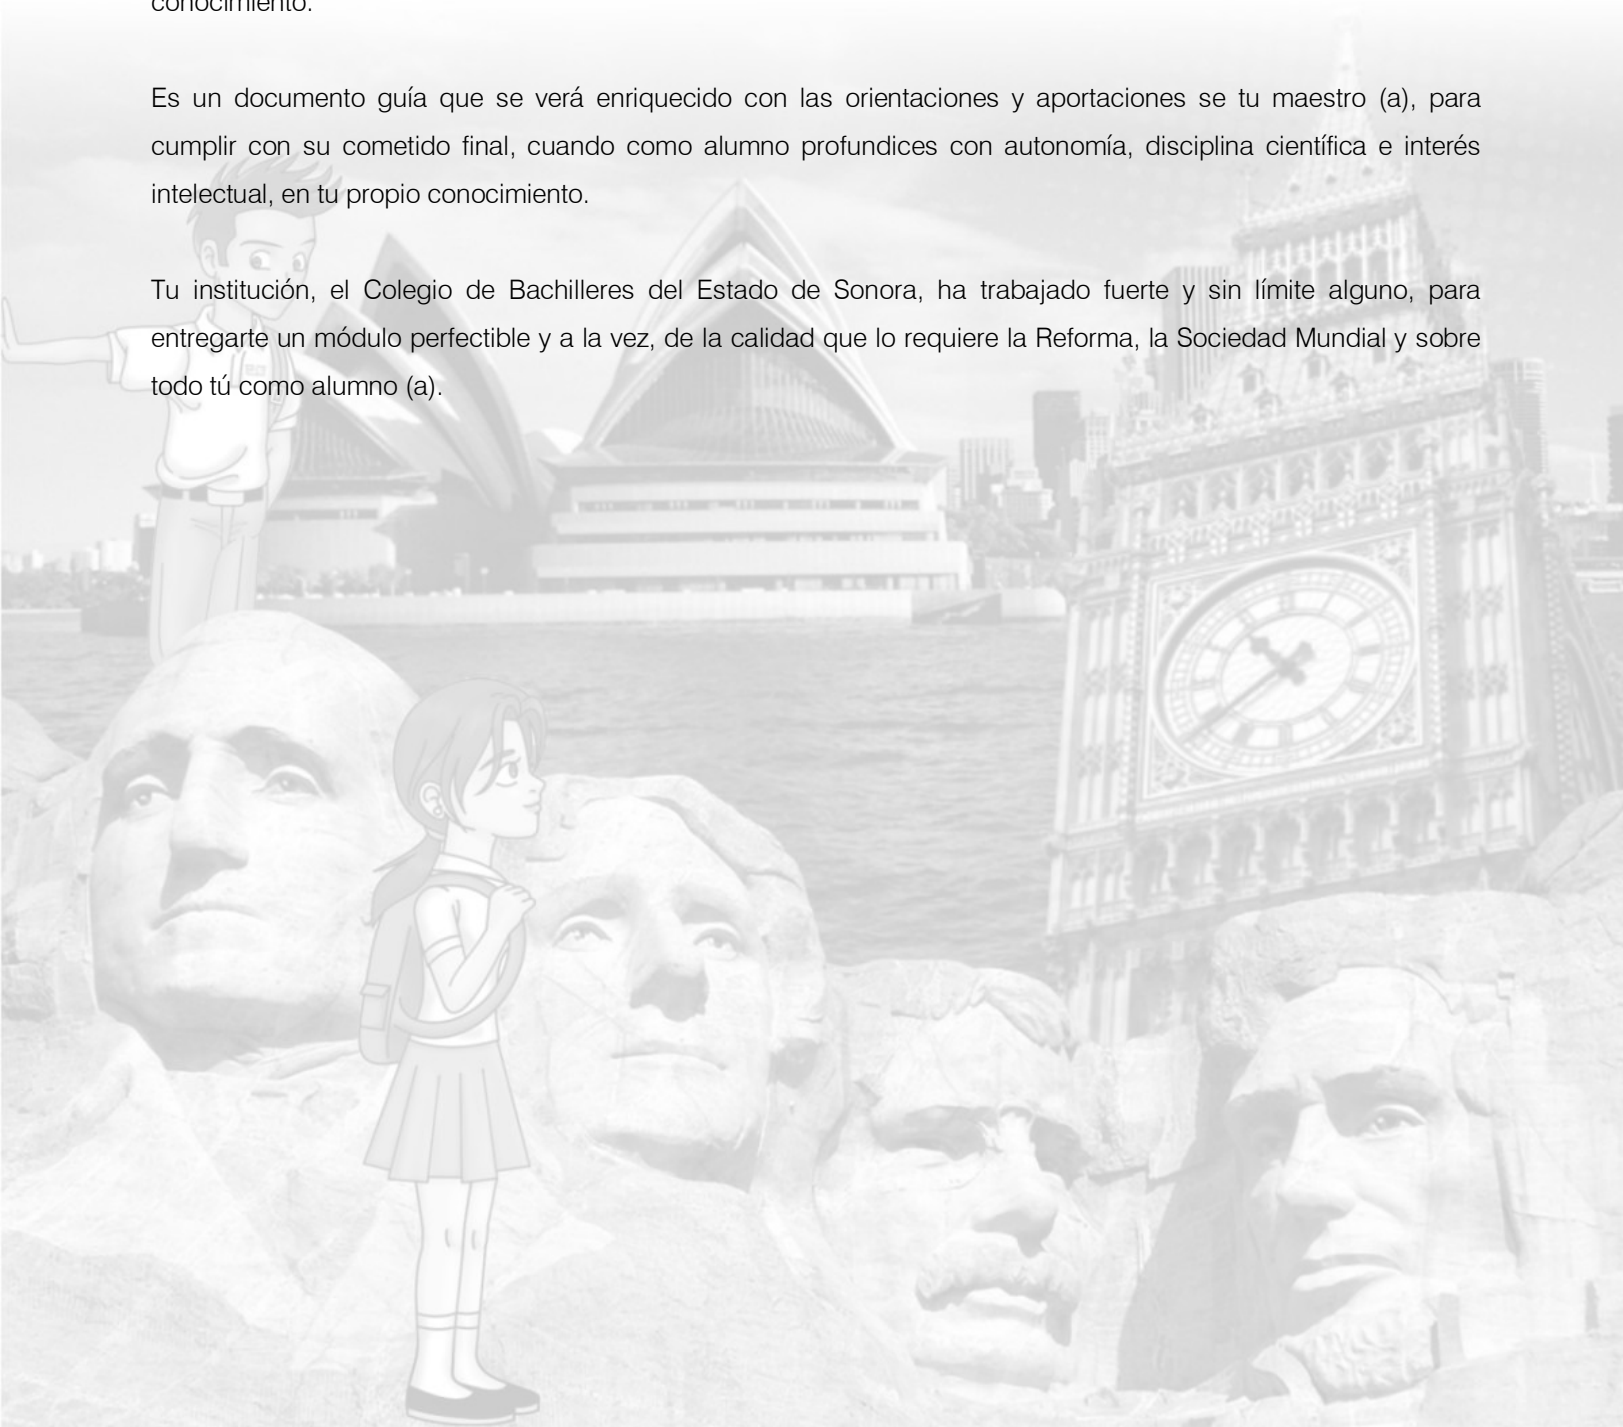 conocimiento.
Es un documento guía que se verá enriquecido con las orientaciones y aportaciones se tu maestro (a), para
cumplir con su cometido final, cuando como alumno profundices con autonomía, disciplina científica e interés
intelectual, en tu propio conocimiento.
Tu institución, el Colegio de Bachilleres del Estado de Sonora, ha trabajado fuerte y sin límite alguno, para
entregarte un módulo perfectible y a la vez, de la calidad que lo requiere la Reforma, la Sociedad Mundial y sobre
todo tú como alumno (a).